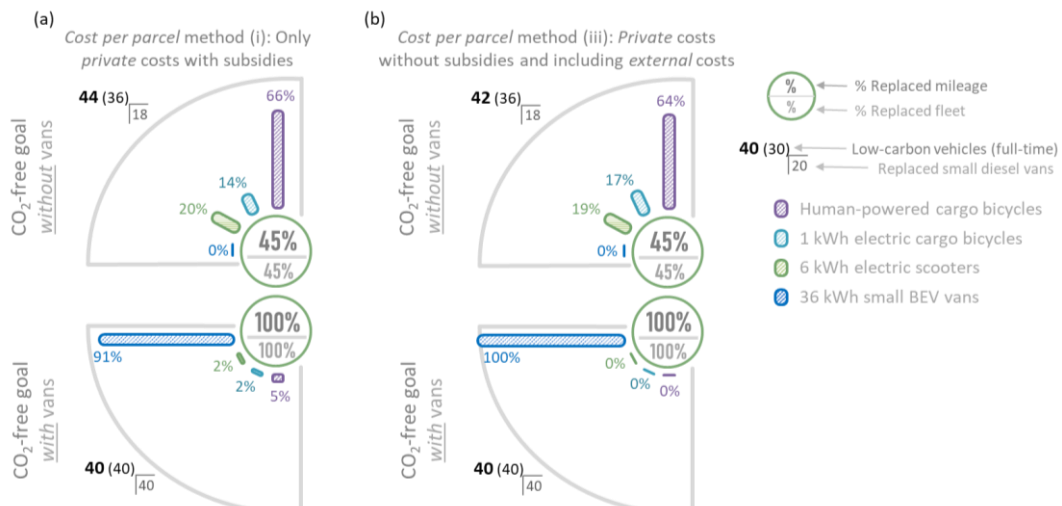 (a)
Cost per parcel method (i): Only
private costs with subsidies
44 (36)
18
66%
14%
20%
0%
45%
45%
CO2-free goal
without vans
100%
100%
91%
2%
2%
5%
40 (40)
40
CO2-free goal
with vans
(b)
Cost per parcel method (iii): Private costs
without subsidies and including external costs
42 (36)
18
64%
17%
19%
0%
45%
45%
CO2-free goal
without vans
100%
100%
100%
0%
0%
0%
40 (40)
40
CO2-free goal
with vans
% % Replaced mileage
% % Replaced fleet
40 (30) Low-carbon vehicles (full-time)
20 Replaced small diesel vans
Human-powered cargo bicycles
1 kWh electric cargo bicycles
6 kWh electric scooters
36 kWh small BEV vans